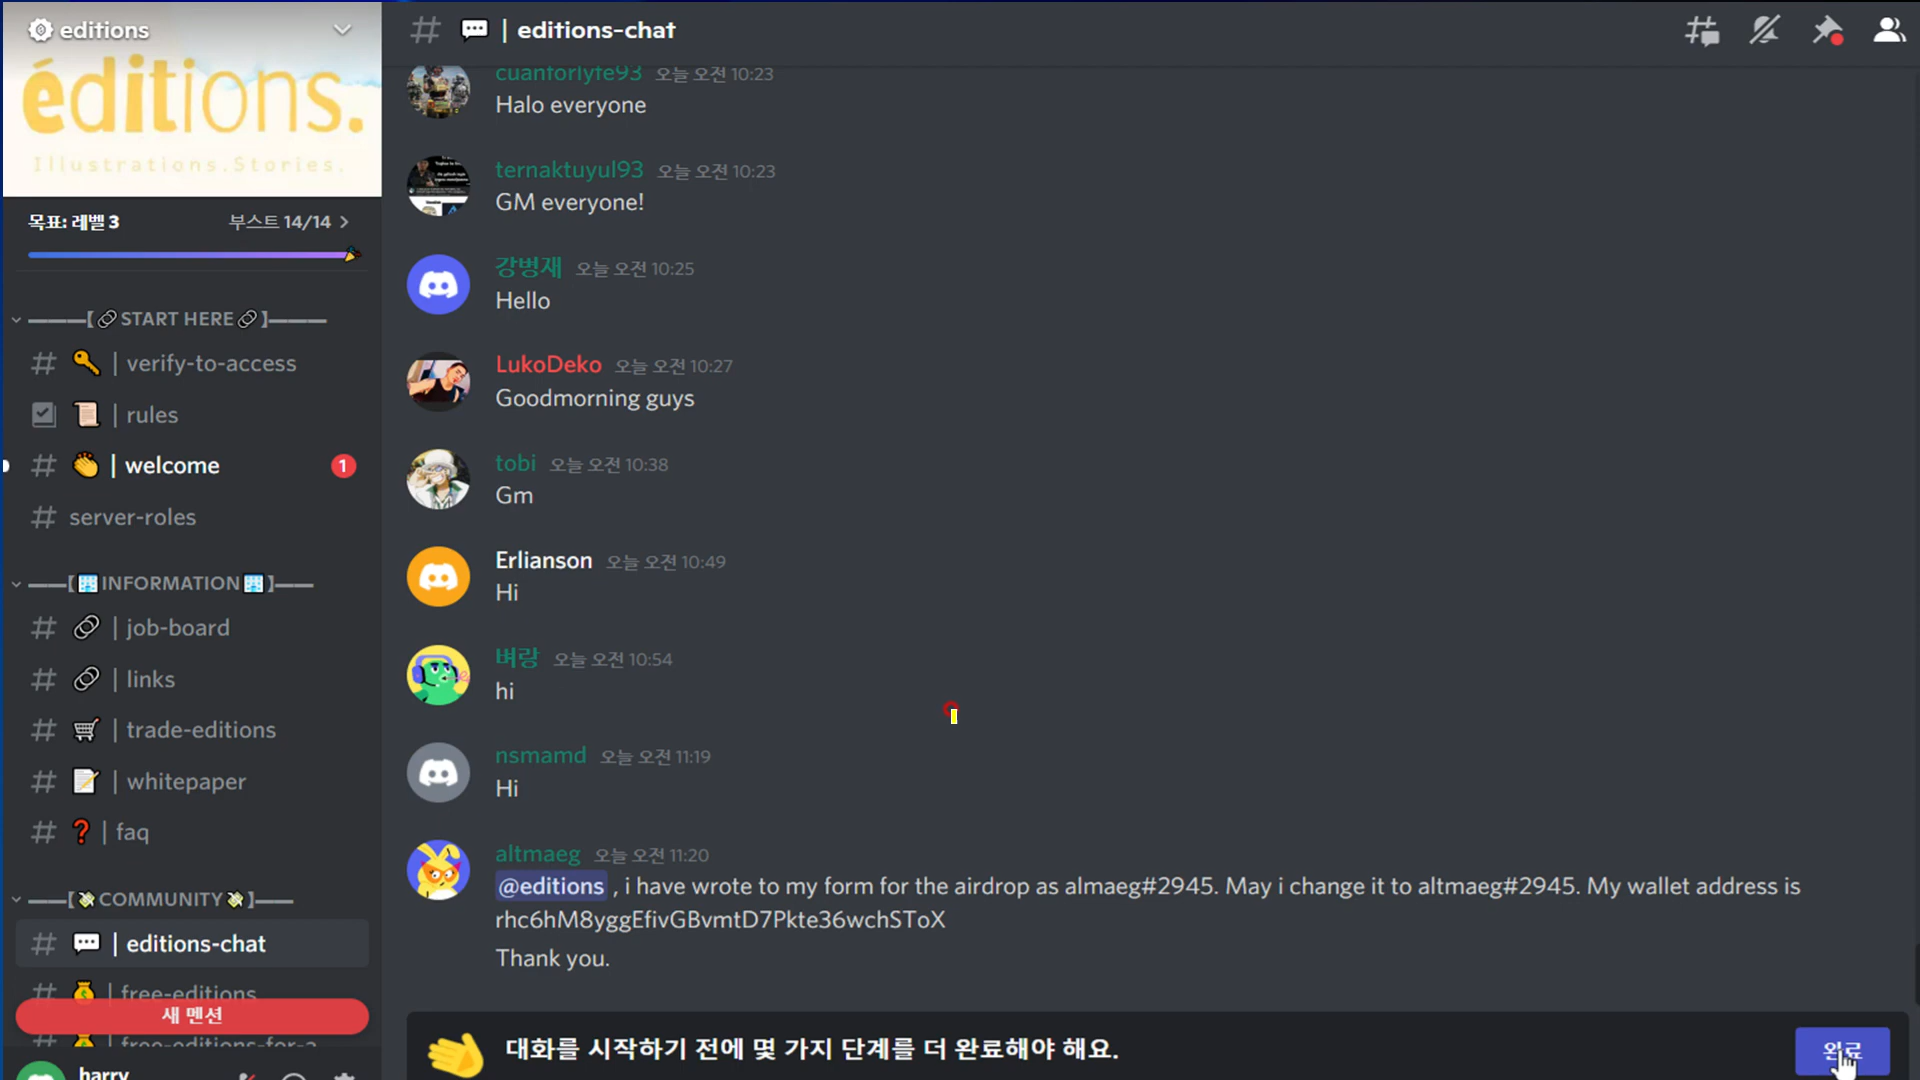 editions
éditions.
Illustrations.Stories.
목표: 레벨 3
부스트 14/14
START HERE
verify-to-access
rules
welcome
1
server-roles
INFORMATION
job-board
links
trade-editions
whitepaper
faq
COMMUNITY
editions-chat
free-editions
새 멘션
free-editions-for-a
harry
editions-chat
cuanforlyfe93 오늘 오전 10:23
Halo everyone
ternaktuyul93 오늘 오전 10:23
GM everyone!
강병재 오늘 오전 10:25
Hello
LukoDeko 오늘 오전 10:27
Goodmorning guys
tobi 오늘 오전 10:38
Gm
Erlianson 오늘 오전 10:49
Hi
벼랑 오늘 오전 10:54
hi
nsmamd 오늘 오전 11:19
Hi
altmaeg 오늘 오전 11:20
@editions , i have wrote to my form for the airdrop as almaeg#2945. May i change it to altmaeg#2945. My wallet address is
rhc6hM8yggEfivGBvmtD7Pkte36wchSToX
Thank you.
대화를 시작하기 전에 몇 가지 단계를 더 완료해야 해요.
완료